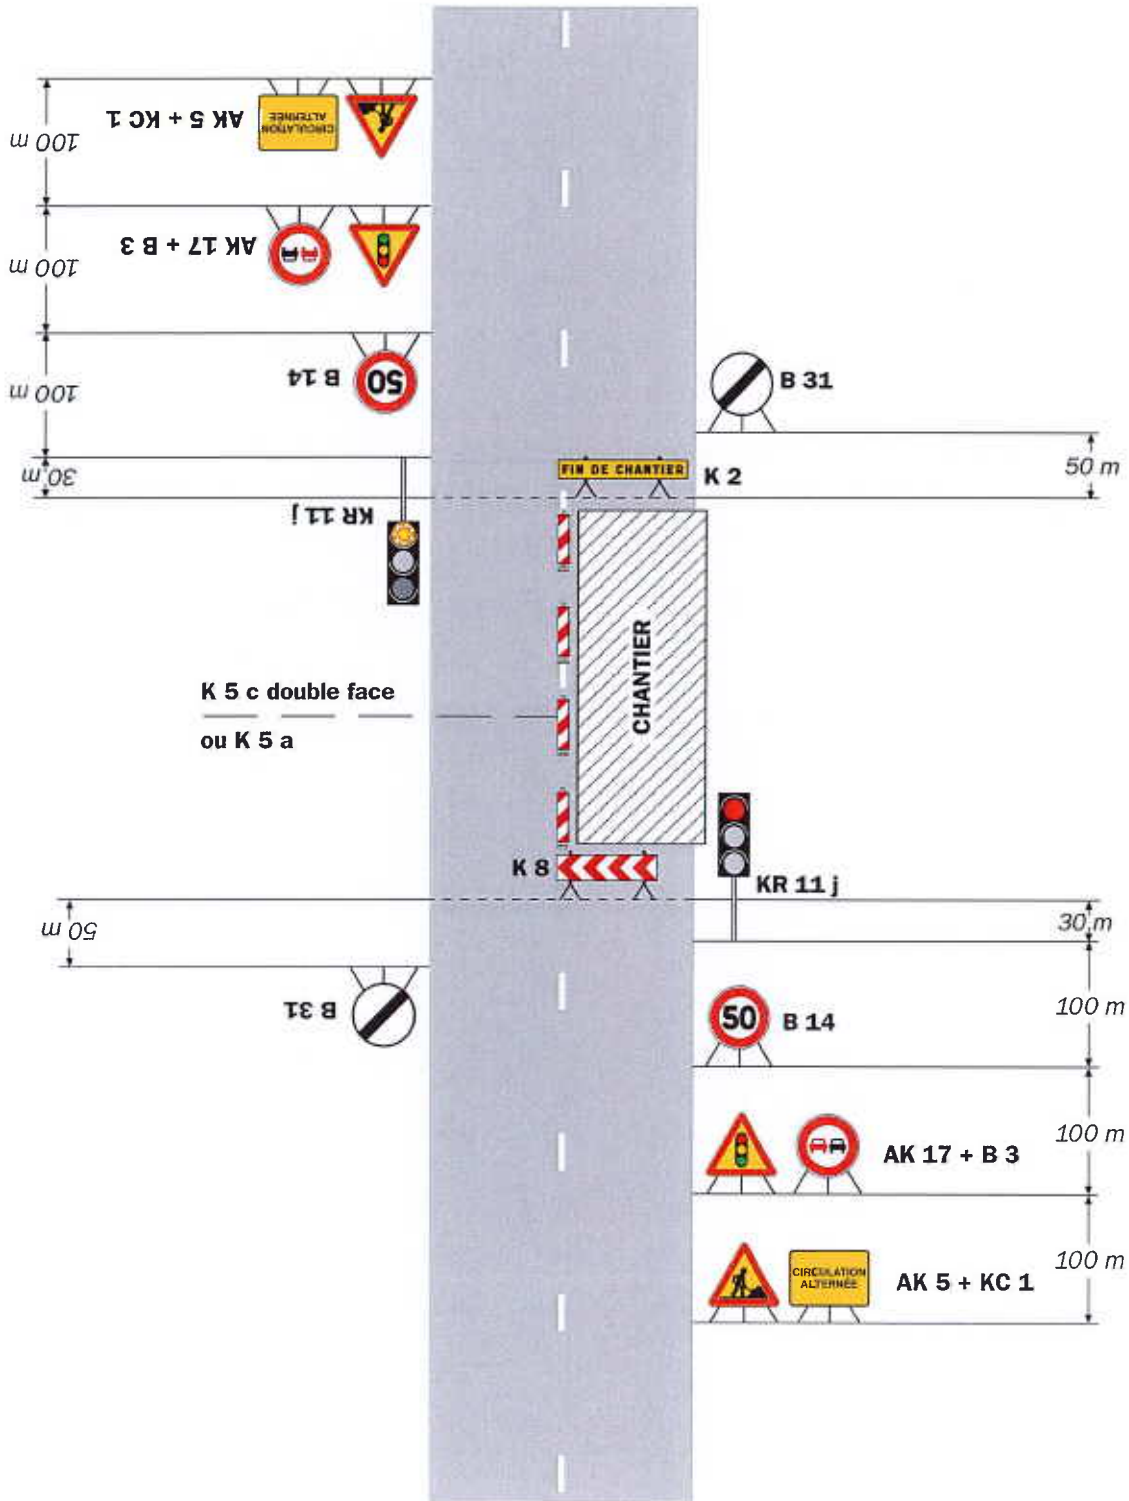 AK 5 + KC 1
CIRCULATION
ALTERNÉE
100 m
AK 17 + B 3
100 m
B 14
50
100 m
B 31
50 m
30 m
FIN DE CHANTIER
K 2
KR 11 j
CHANTIER
K 5 c double face
ou K 5 a
K 8
KR 11 j
30 m
50 m
B 31
50
B 14
100 m
AK 17 + B 3
100 m
CIRCULATION
ALTERNÉE
AK 5 + KC 1
100 m